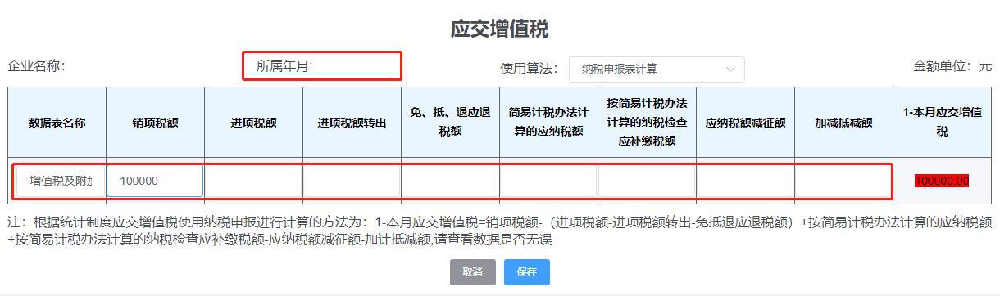 应交增值税
企业名称：
所属年月:
使用算法：
纳税申报表计算
金额单位：元
数据表名称
销项税额
进项税额
进项税额转出
免、抵、退应退
税额
简易计税办法计
算的应纳税额
按简易计税办法
计算的纳税检查
应补缴税额
应纳税额减征额
加减抵减额
1-本月应交增值
税
增值税及附加
100000
100000.00
注：根据统计制度应交增值税使用纳税申报进行计算的方法为：1-本月应交增值税=销项税额-（进项税额-进项税额转出-免抵退应退税额）+按简易计税办法计算的应纳税额
+按简易计税办法计算的纳税检查应补缴税额-应纳税额减征额-加计抵减额,请查看数据是否无误
取消
保存